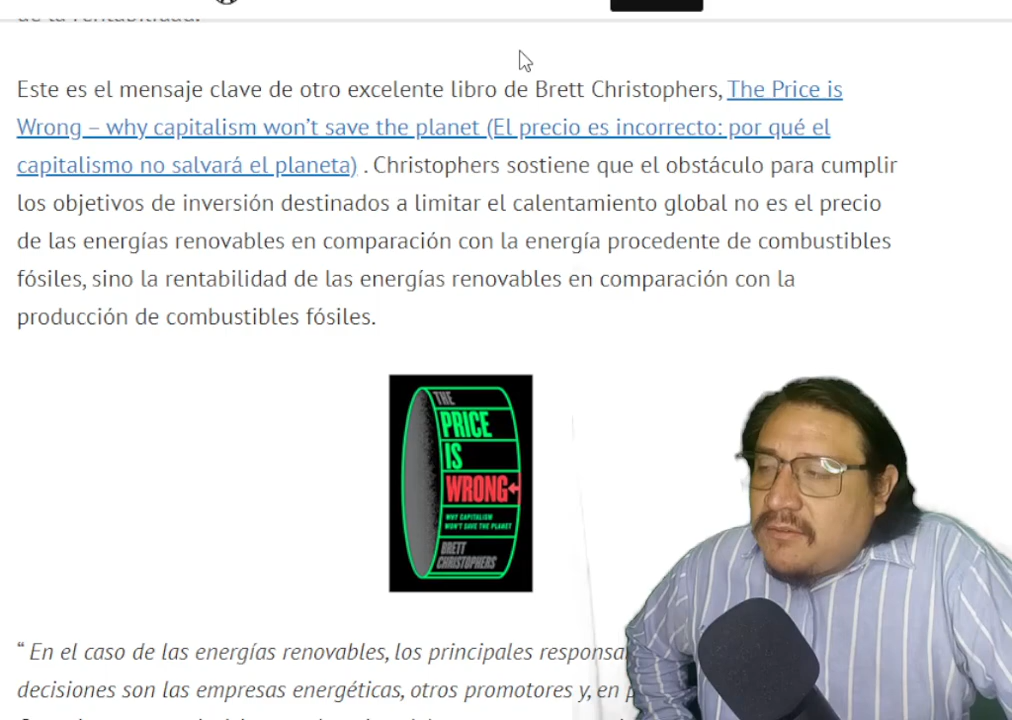 Este es el mensaje clave de otro excelente libro de Brett Christophers, The Price is
Wrong – why capitalism won't save the planet (El precio es incorrecto: por qué el
capitalismo no salvará el planeta) . Christophers sostiene que el obstáculo para cumplir
los objetivos de inversión destinados a limitar el calentamiento global no es el precio
de las energías renovables en comparación con la energía procedente de combustibles
fósiles, sino la rentabilidad de las energías renovables en comparación con la
producción de combustibles fósiles.
THE
PRICE
IS
WRONG
WHY CAPITALISM
WON'T SAVE THE PLANET
BRETT
CHRISTOPHERS
“ En el caso de las energías renovables, los principales
decisiones son las empresas energéticas, otros promotores y, en